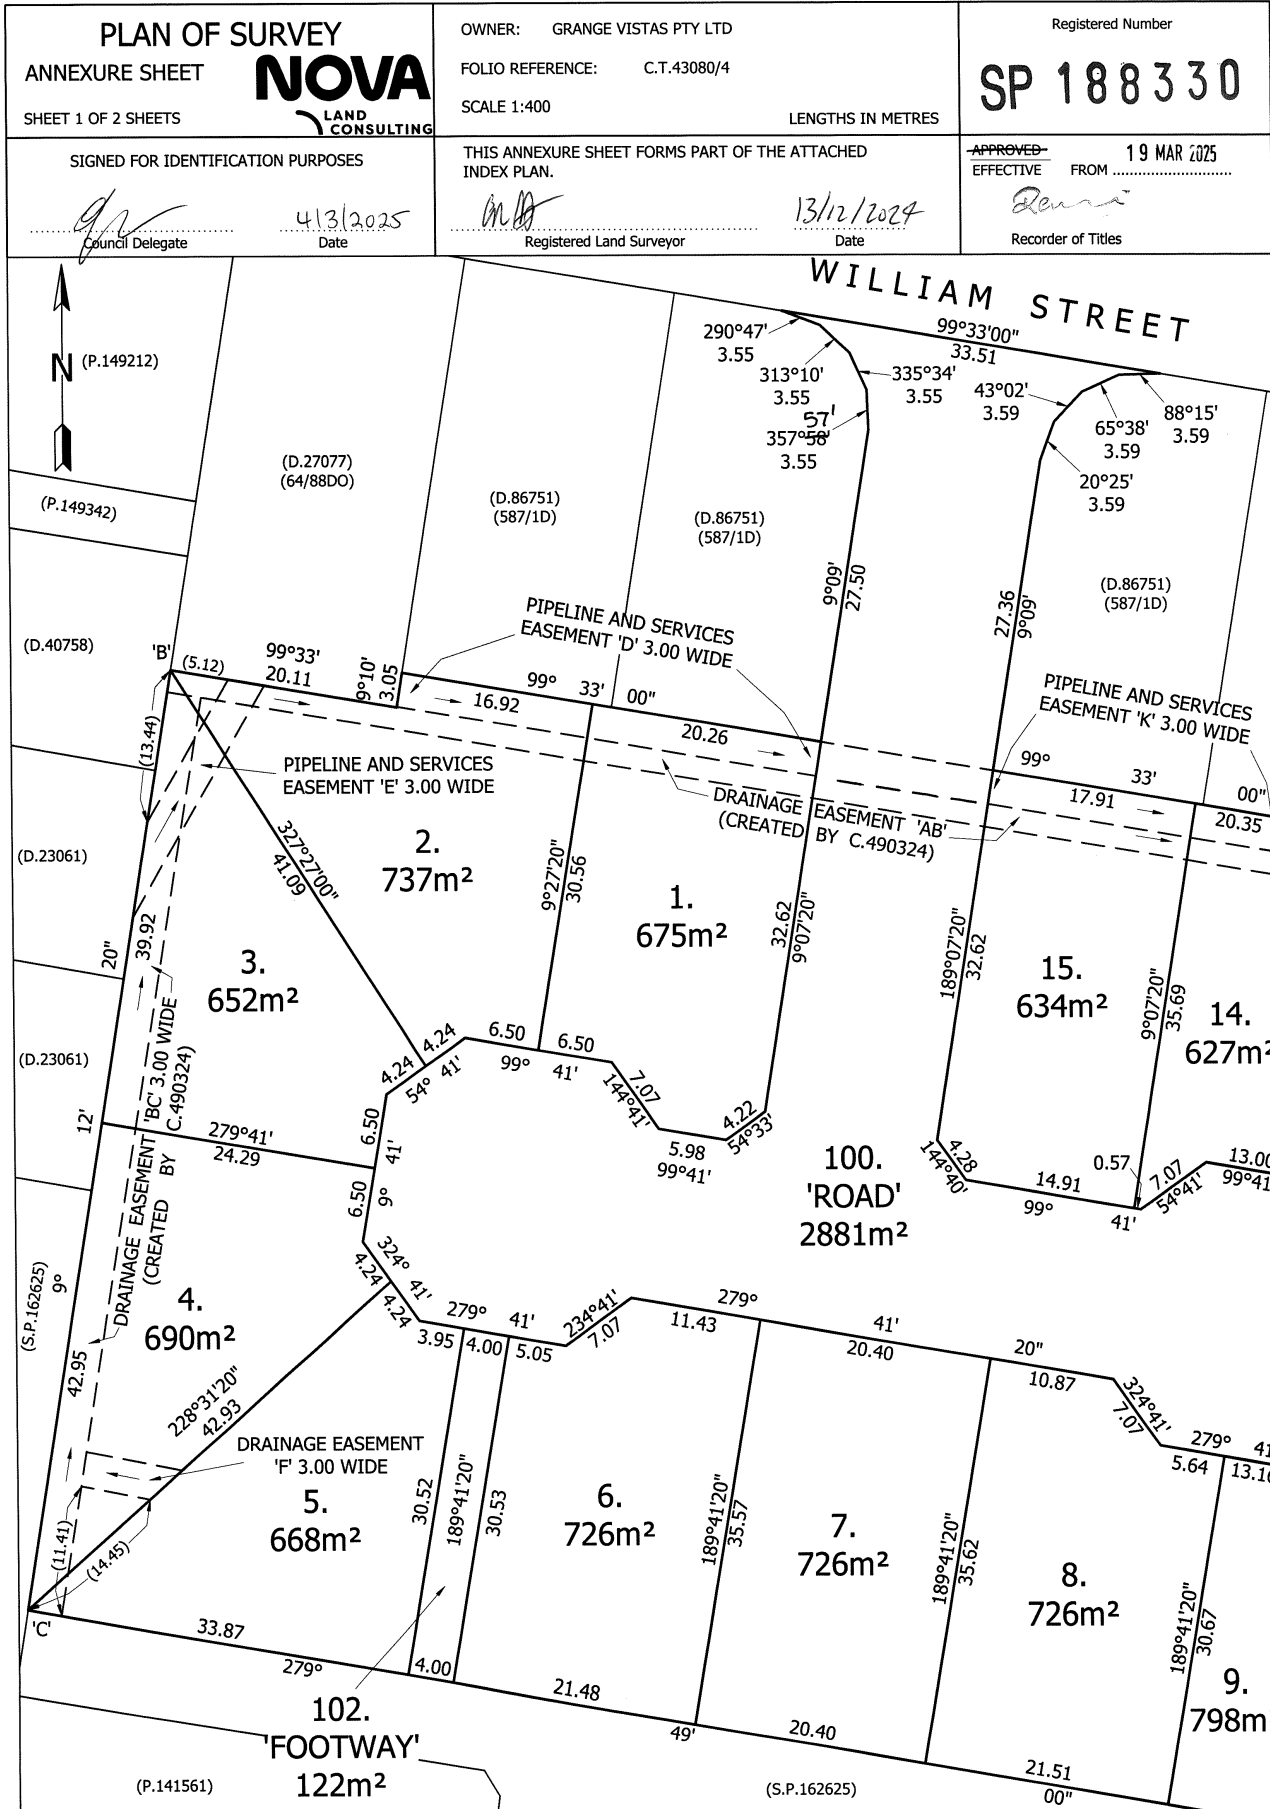 PLAN OF SURVEY
ANNEXURE SHEET
SHEET 1 OF 2 SHEETS
NOVA
LAND
CONSULTING
OWNER: GRANGE VISTAS PTY LTD
FOLIO REFERENCE: C.T.43080/4
SCALE 1:400
LENGTHS IN METRES
Registered Number
SP 188330
SIGNED FOR IDENTIFICATION PURPOSES
4/3/2025
Council Delegate
Date
THIS ANNEXURE SHEET FORMS PART OF THE ATTACHED
INDEX PLAN.
13/12/2024
Registered Land Surveyor
Date
APPROVED
EFFECTIVE FROM 19 MAR 2025
Recorder of Titles
WILLIAM STREET
N
(P.149212)
290°47'
3.55
99°33'00"
33.51
313°10'
3.55
335°34'
3.55
43°02'
3.59
88°15'
3.59
65°38'
3.59
57'
357°58'
3.55
20°25'
3.59
(D.27077)
(64/88DO)
(D.86751)
(587/1D)
(D.86751)
(587/1D)
(P.149342)
(D.86751)
(587/1D)
9°09'
27.50
27.36
9°09'
PIPELINE AND SERVICES
EASEMENT 'D' 3.00 WIDE
(D.40758)
'B'
(5.12)
99°33'
20.11
9°10'
3.05
99° 33' 00"
16.92
20.26
PIPELINE AND SERVICES
EASEMENT 'K' 3.00 WIDE
99° 33' 00"
17.91
20.35
(13.44)
PIPELINE AND SERVICES
EASEMENT 'E' 3.00 WIDE
DRAINAGE EASEMENT 'AB'
(CREATED BY C.490324)
(D.23061)
327°27'00"
41.09
2.
737m²
9°27'20"
30.56
1.
675m²
32.62
9°07'20"
189°07'20"
32.62
15.
634m²
9°07'20"
35.69
14.
627m²
20"
39.92
3.
652m²
(D.23061)
DRAINAGE EASEMENT 'BC' 3.00 WIDE
(CREATED BY C.490324)
4.24
4.24
54° 41'
6.50
6.50
99° 41'
7.07
144°41'
5.98
99°41'
4.22
54°33'
12'
279°41'
24.29
6.50
41'
6.50
9°
100.
'ROAD'
2881m²
4.28
144°40'
14.91
99° 41'
0.57
7.07
54°41'
13.00
99°41
(S.P.162625)
9°
42.95
4.
690m²
324° 41'
4.24
4.24
279° 41'
3.95
4.00
5.05
234°41'
7.07
279° 41' 20"
11.43
20.40
10.87
324°41'
7.07
279° 41
5.64
13.10
228°31'20"
42.93
DRAINAGE EASEMENT
'F' 3.00 WIDE
5.
668m²
(11.41)
(14.45)
30.52
189°41'20"
30.53
6.
726m²
189°41'20"
35.57
7.
726m²
189°41'20"
35.62
8.
726m²
189°41'20"
30.67
9.
798m
'C'
33.87
279°
4.00
21.48
49'
20.40
21.51
00"
102.
'FOOTWAY'
122m²
(P.141561)
(S.P.162625)